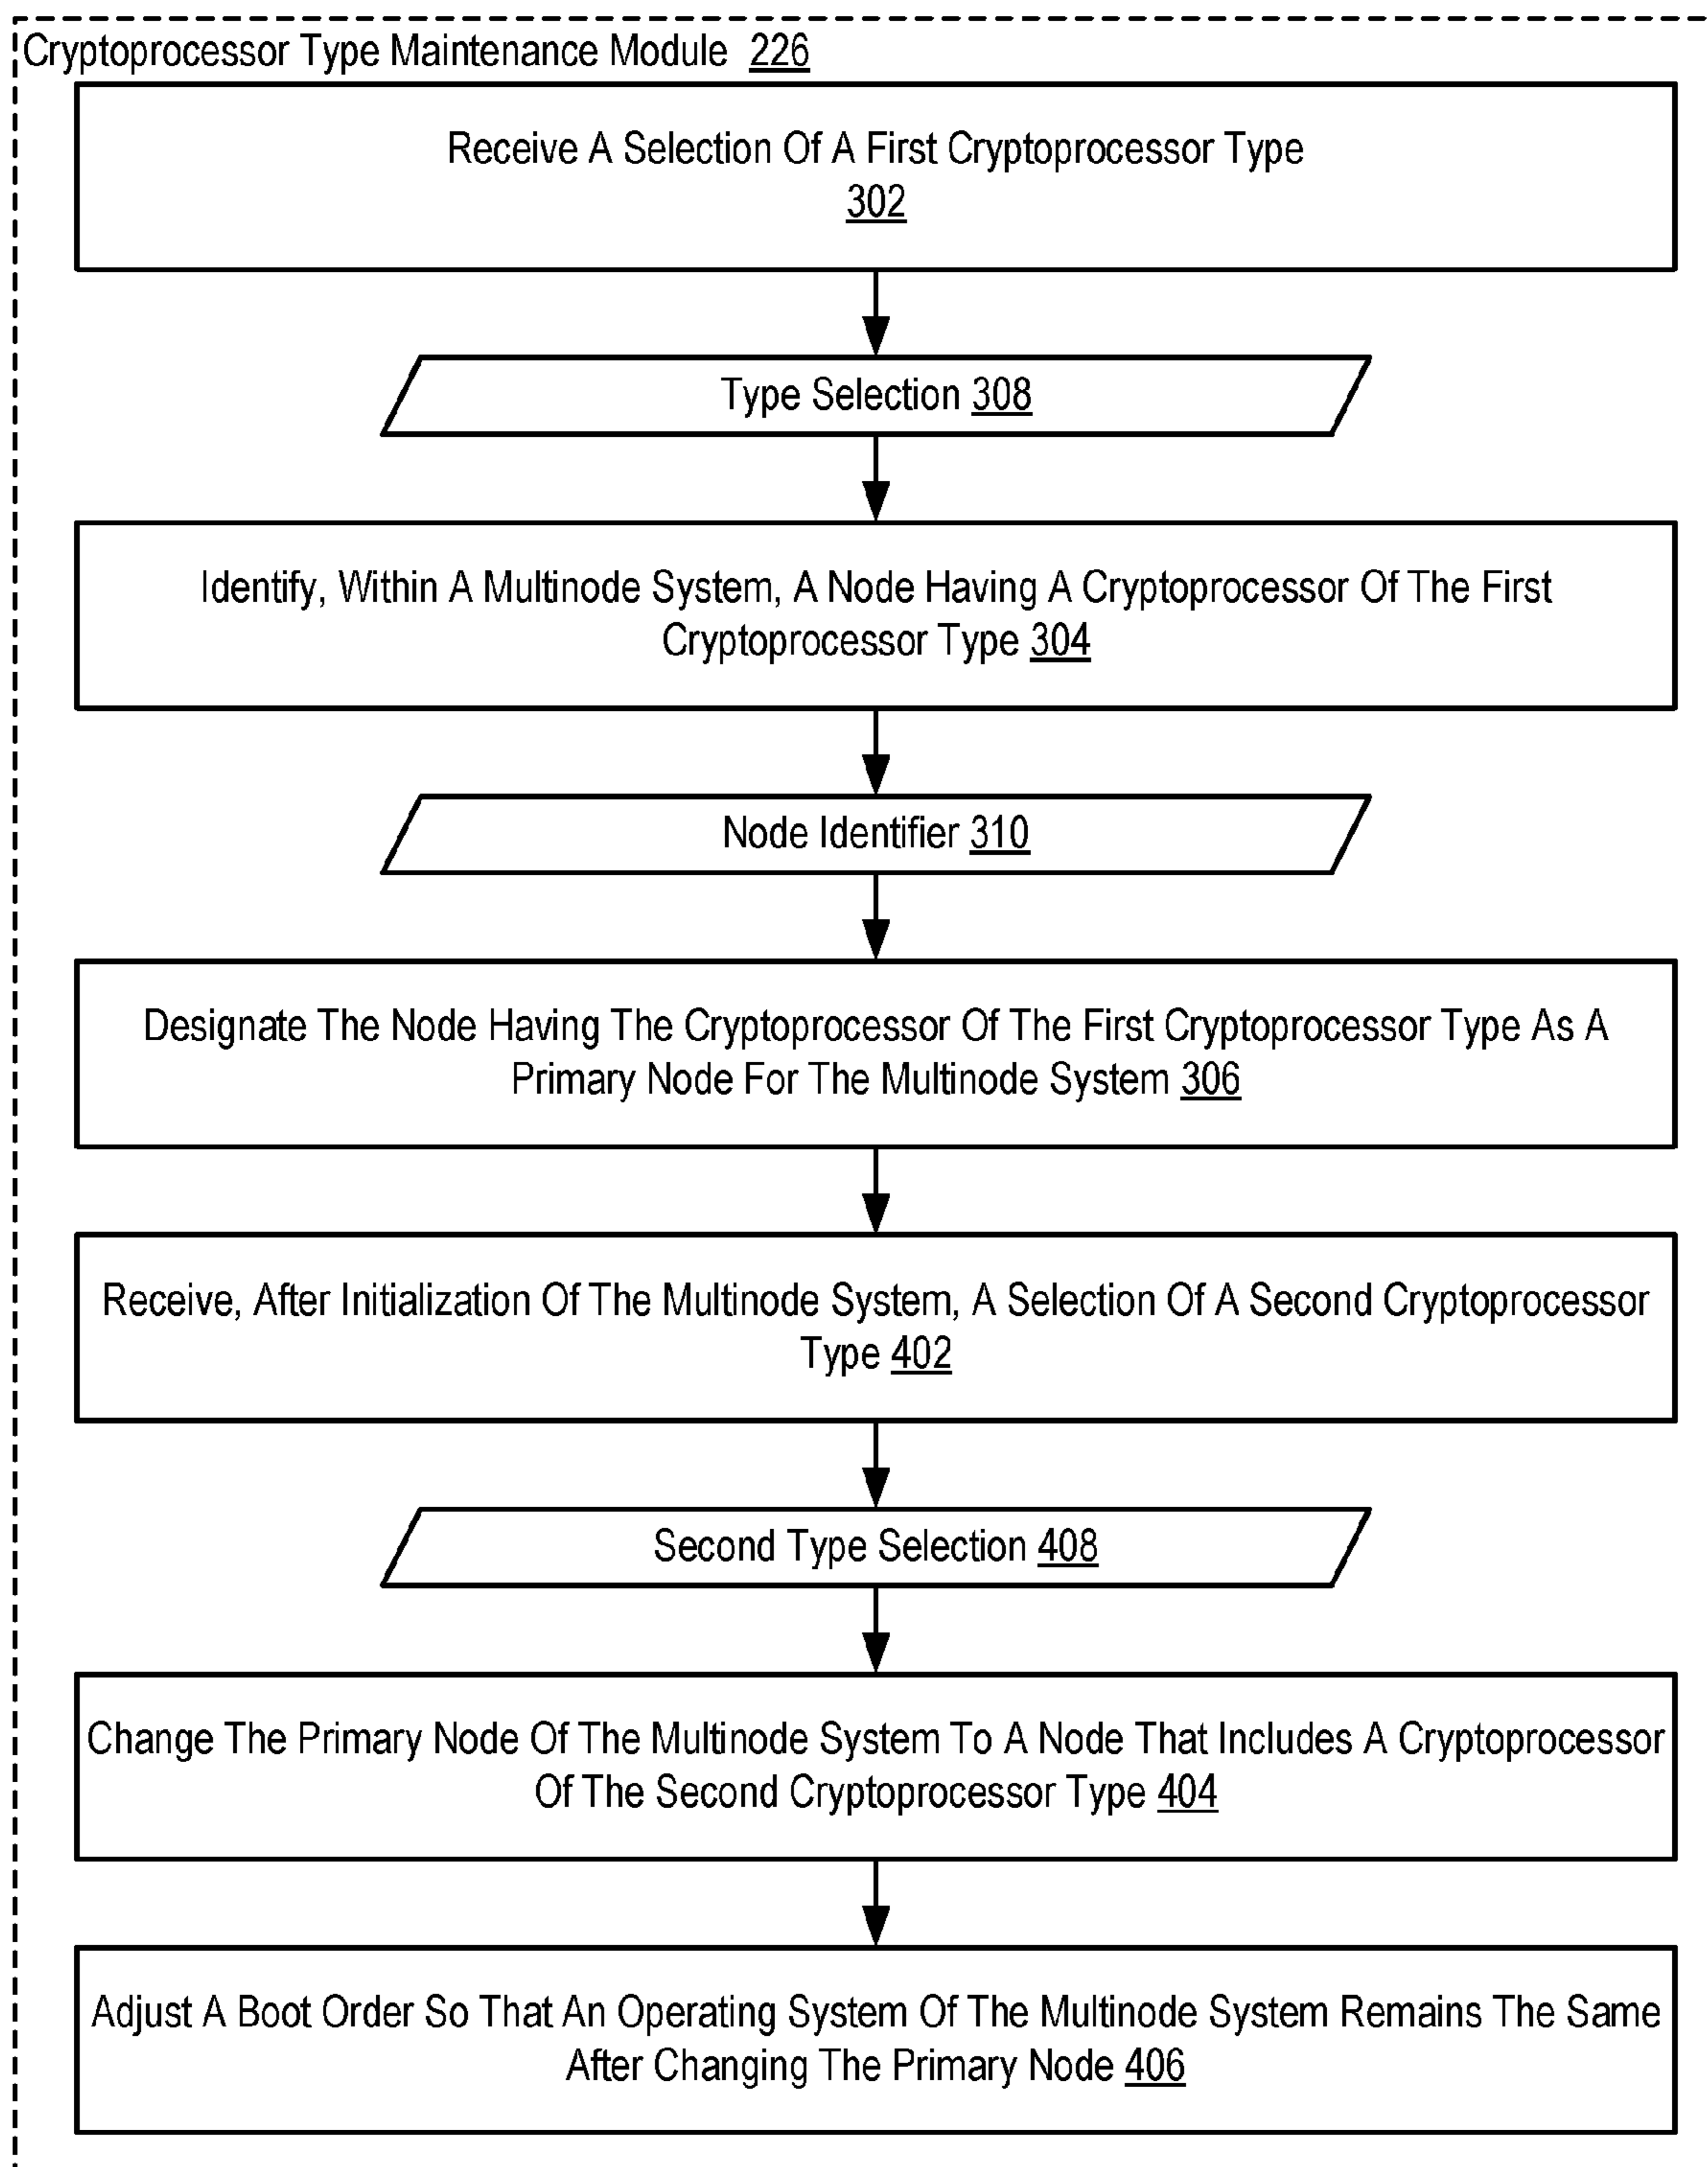 Cryptoprocessor Type Maintenance Module 226
Receive A Selection Of A First Cryptoprocessor Type
302
Type Selection 308
Identify, Within A Multinode System, A Node Having A Cryptoprocessor Of The First
Cryptoprocessor Type 304
Node Identifier 310
Designate The Node Having The Cryptoprocessor Of The First Cryptoprocessor Type As A
Primary Node For The Multinode System 306
Receive, After Initialization Of The Multinode System, A Selection Of A Second Cryptoprocessor
Type 402
Second Type Selection 408
Change The Primary Node Of The Multinode System To A Node That Includes A Cryptoprocessor
Of The Second Cryptoprocessor Type 404
Adjust A Boot Order So That An Operating System Of The Multinode System Remains The Same
After Changing The Primary Node 406